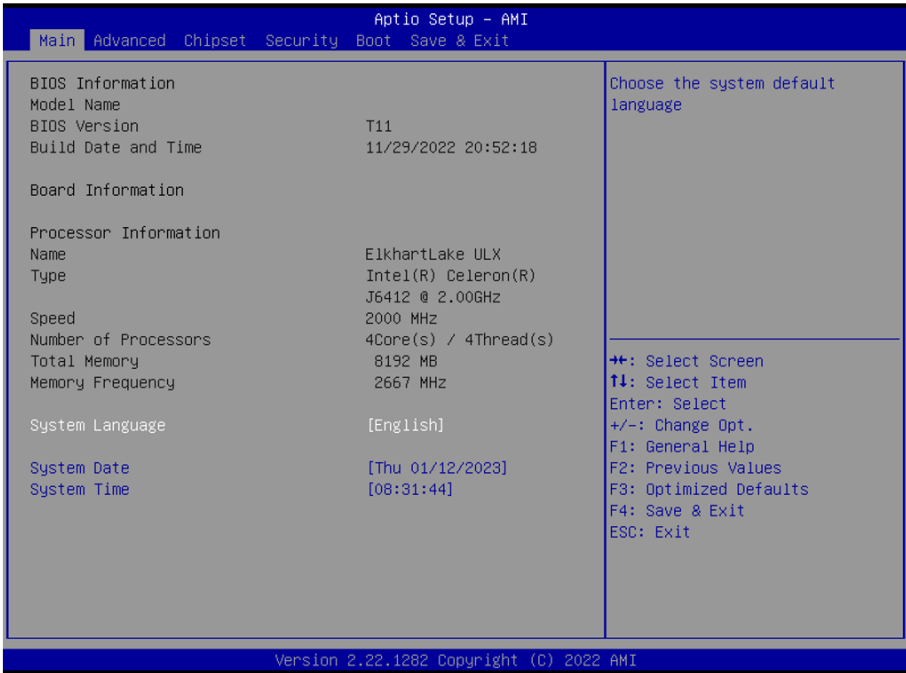 Aptio Setup - AMI
Main Advanced Chipset Security Boot Save & Exit
BIOS Information
Model Name
BIOS Version T11
Build Date and Time 11/29/2022 20:52:18
Board Information
Processor Information
Name ElkhartLake ULX
Type Intel(R) Celeron(R)
J6412 @ 2.00GHz
Speed 2000 MHz
Number of Processors 4Core(s) / 4Thread(s)
Total Memory 8192 MB
Memory Frequency 2667 MHz
System Language [English]
System Date [Thu 01/12/2023]
System Time [08:31:44]
Choose the system default
language
→←: Select Screen
↑↓: Select Item
Enter: Select
+/-: Change Opt.
F1: General Help
F2: Previous Values
F3: Optimized Defaults
F4: Save & Exit
ESC: Exit
Version 2.22.1282 Copyright (C) 2022 AMI